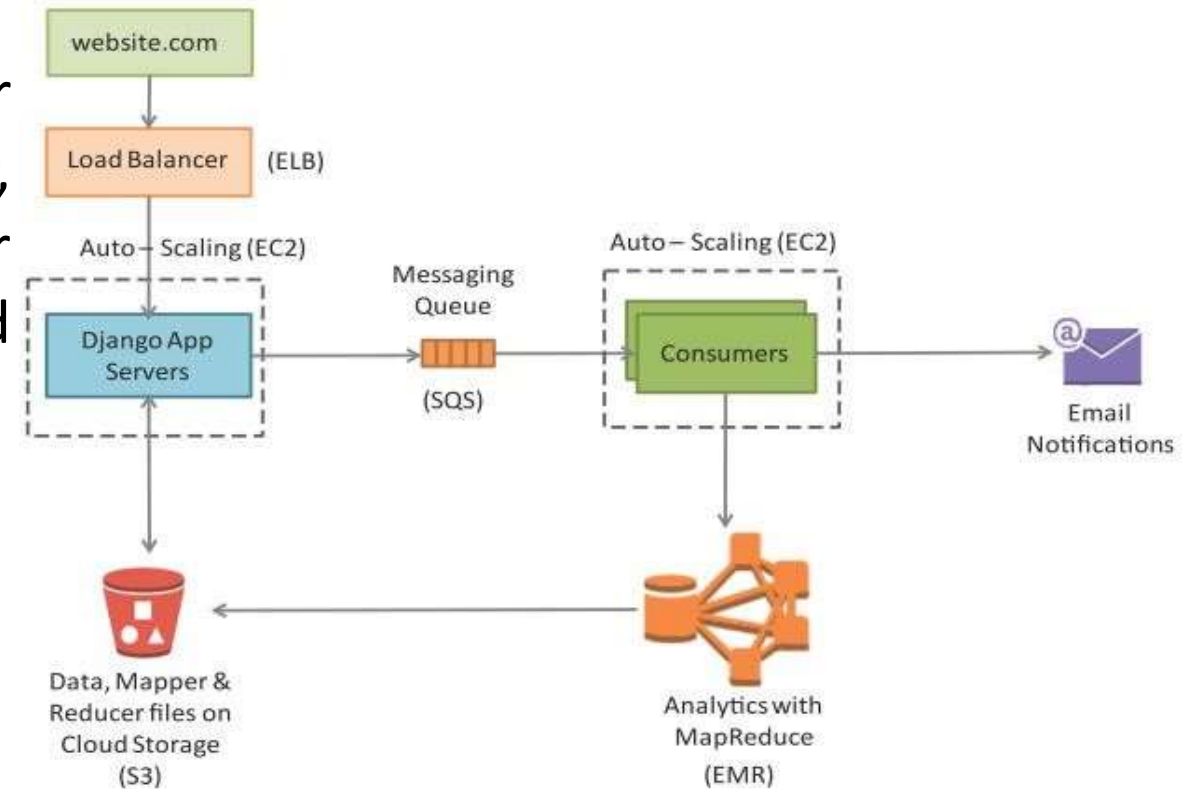 website.com
r
Load Balancer
(ELB)
,
r
Auto – Scaling (EC2)
Auto – Scaling (EC2)
Messaging
Queue
d
Django App
Servers
Consumers
(SQS)
@
Email
Notifications
Data, Mapper &
Reducer files on
Cloud Storage
(S3)
Analytics with
MapReduce
(EMR)